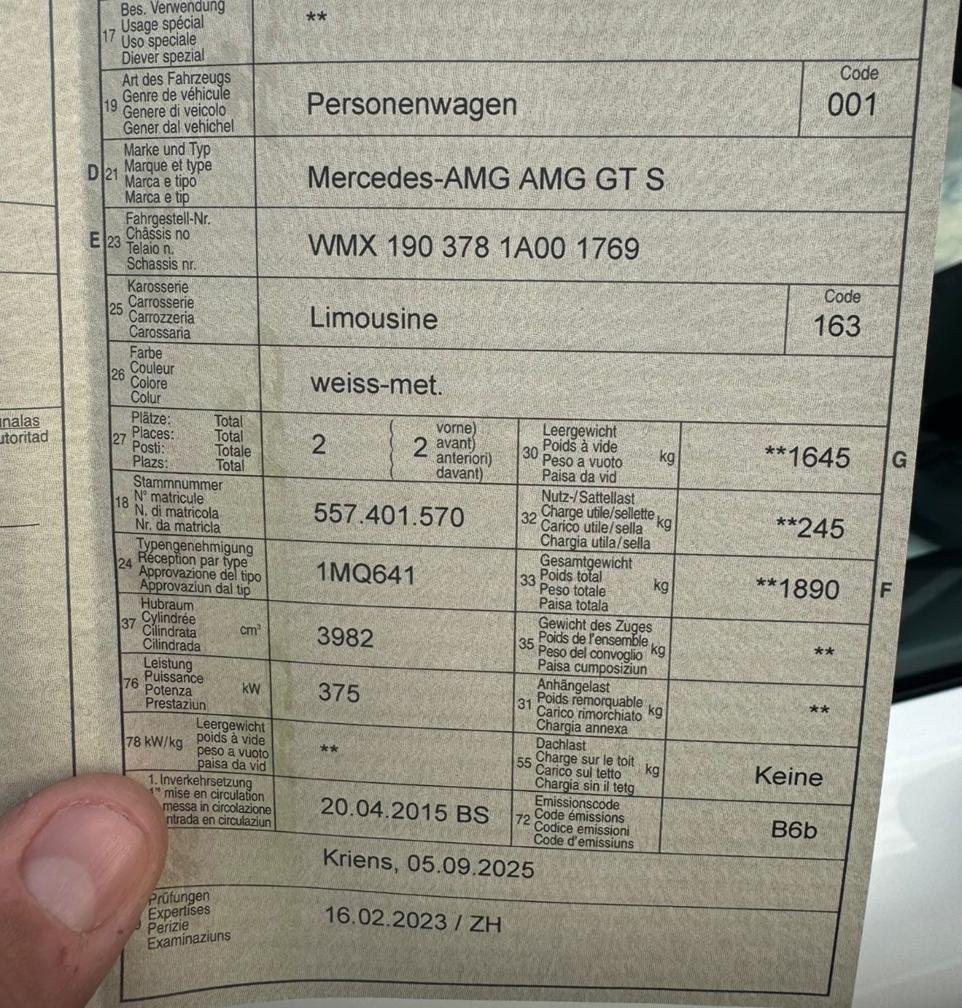 17 Bes. Verwendung
Usage spécial
Uso speciale
Diever spezial
**
19 Art des Fahrzeugs
Genre de véhicule
Genere di veicolo
Gener dal vehichel
Personenwagen
Code
001
D 21 Marke und Typ
Marque et type
Marca e tipo
Marca e tip
Mercedes-AMG AMG GT S
E 23 Fahrgestell-Nr.
Châssis no
Telaio n.
Schassis nr.
WMX 190 378 1A00 1769
25 Karosserie
Carrosserie
Carrozzeria
Carossaria
Limousine
Code
163
26 Farbe
Couleur
Colore
Colur
weiss-met.
27 Plätze: Total
Places: Total
Posti: Totale
Plazs: Total
2
( 2 vorne)
( avant)
( anteriori)
( davant)
30 Leergewicht
Poids à vide
Peso a vuoto
Paisa da vid
kg
**1645
G
18 Stammnummer
N° matricule
N. di matricola
Nr. da matricla
557.401.570
32 Nutz-/Sattellast
Charge utile/sellette
Carico utile/sella
Chargia utila/sella
kg
**245
24 Typengenehmigung
Réception par type
Approvazione del tipo
Approvaziun dal tip
1MQ641
33 Gesamtgewicht
Poids total
Peso totale
Paisa totala
kg
**1890
F
37 Hubraum
Cylindrée
Cilindrata
Cilindrada
cm³
3982
35 Gewicht des Zuges
Poids de l'ensemble
Peso del convoglio
Paisa cumposiziun
kg
**
76 Leistung
Puissance
Potenza
Prestaziun
kW
375
31 Anhängelast
Poids remorquable
Carico rimorchiato
Chargia annexa
kg
**
78 kW/kg
Leergewicht
poids à vide
peso a vuoto
paisa da vid
**
55 Dachlast
Charge sur le toit
Carico sul tetto
Chargia sin il tetg
kg
Keine
1. Inverkehrsetzung
mise en circulation
messa in circolazione
ntrada en circulaziun
20.04.2015 BS
72 Emissionscode
Code émissions
Codice emissioni
Code d'emissiuns
B6b
Kriens, 05.09.2025
Prüfungen
Expertises
Perizie
Examinaziuns
16.02.2023 / ZH
nalas
utoritad